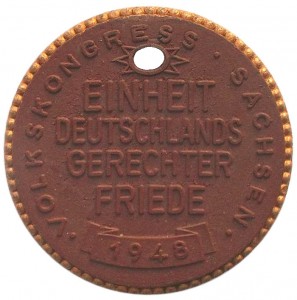 VOLKSKONGRESS · SACHSEN ·
EINHEIT
DEUTSCHLANDS
GERECHTER
FRIEDE
1948